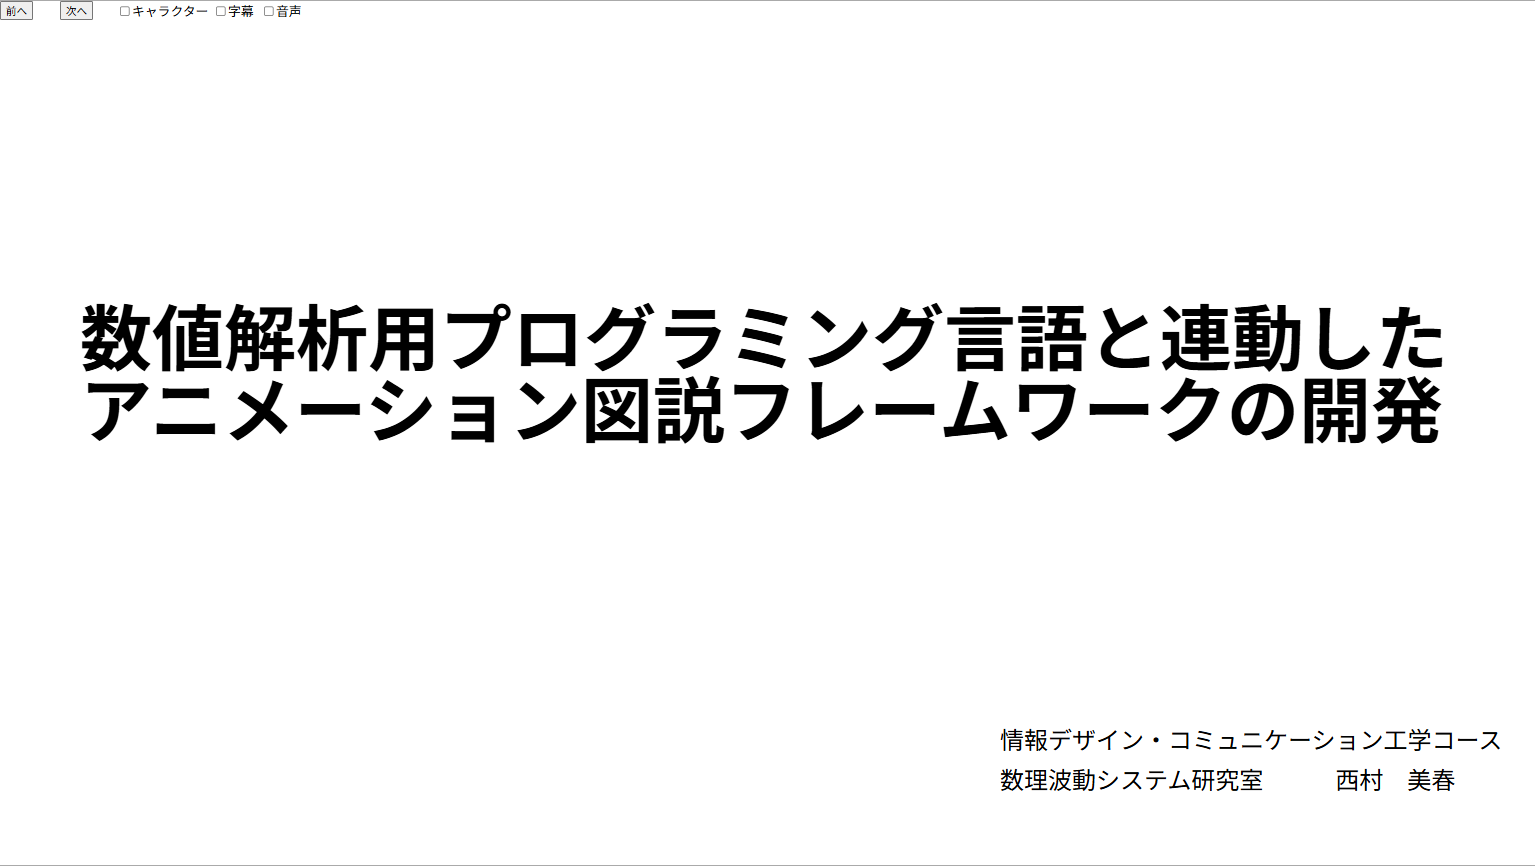 前へ 次へ キャラクター 字幕 音声
数値解析用プログラミング言語と連動した
アニメーション図説フレームワークの開発
情報デザイン・コミュニケーション工学コース
数理波動システム研究室　　　西村　美春